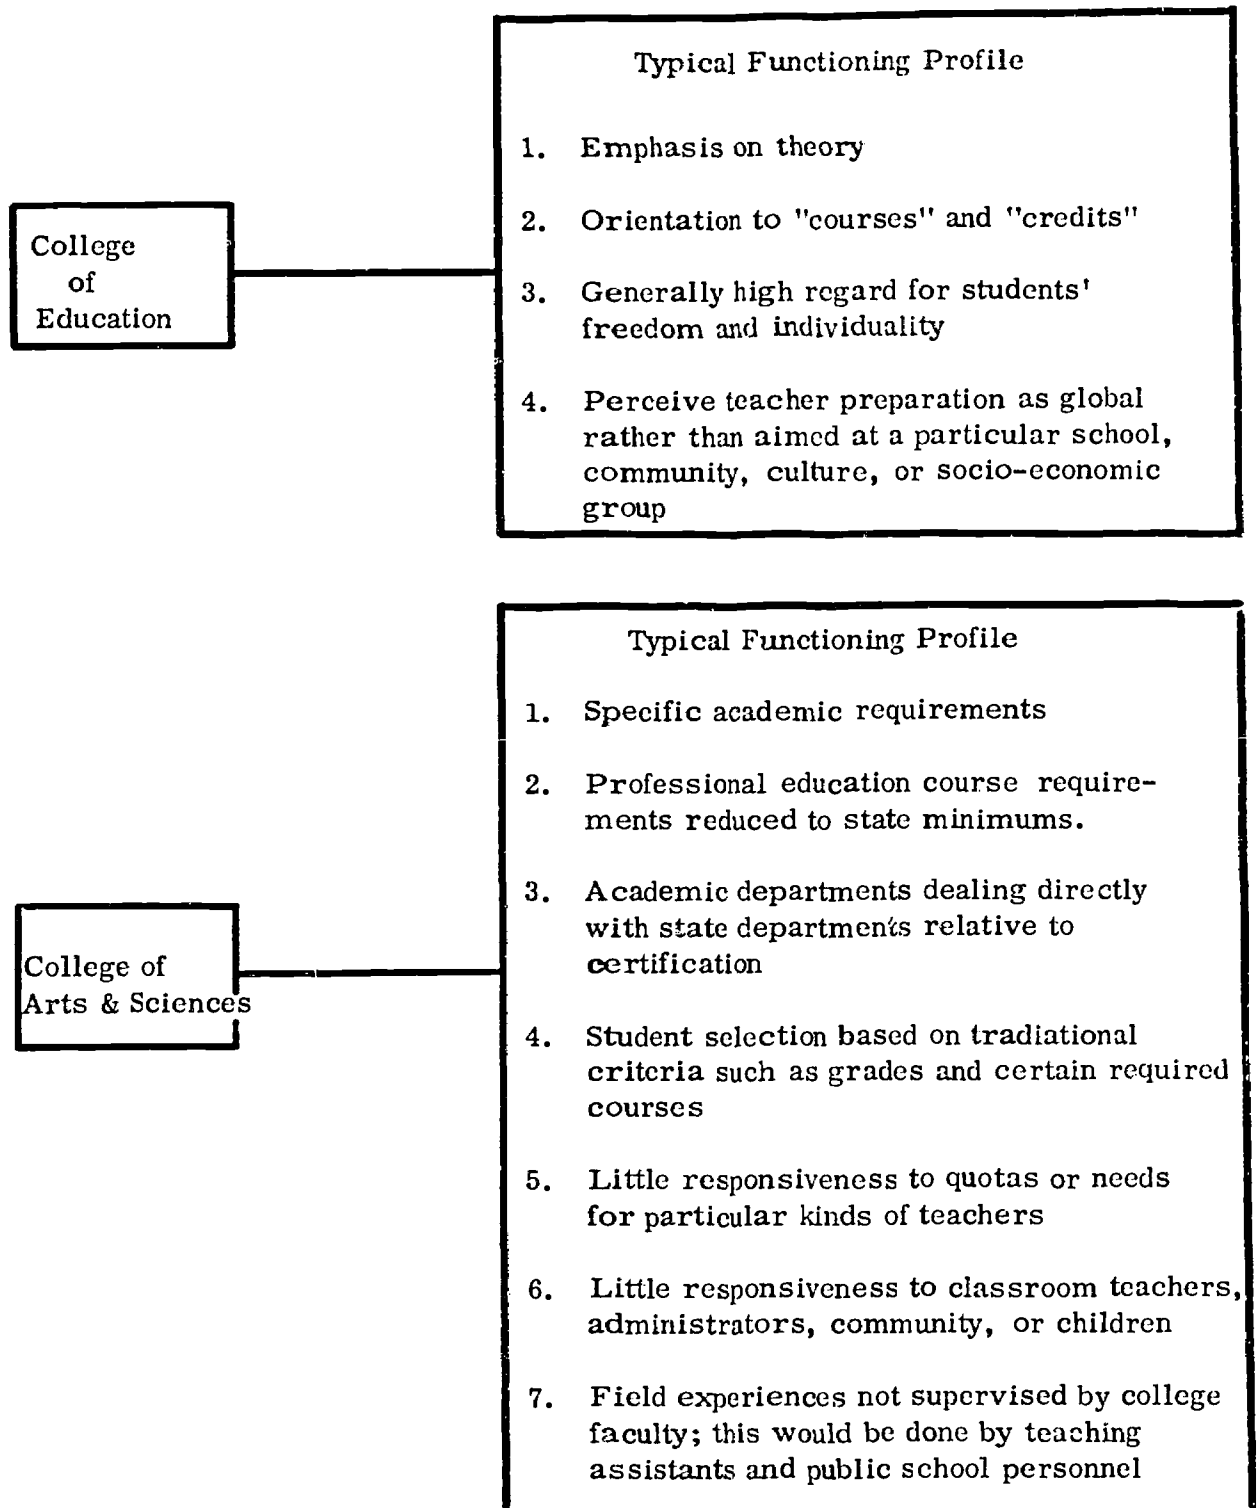 Typical Functioning Profile
1. Emphasis on theory
2. Orientation to "courses" and "credits"
3. Generally high regard for students'
freedom and individuality
4. Perceive teacher preparation as global
rather than aimed at a particular school,
community, culture, or socio-economic
group
College
of
Education
Typical Functioning Profile
1. Specific academic requirements
2. Professional education course require-
ments reduced to state minimums.
3. Academic departments dealing directly
with state departments relative to
certification
4. Student selection based on tradiational
criteria such as grades and certain required
courses
5. Little responsiveness to quotas or needs
for particular kinds of teachers
6. Little responsiveness to classroom teachers,
administrators, community, or children
7. Field experiences not supervised by college
faculty; this would be done by teaching
assistants and public school personnel
College of
Arts & Sciences